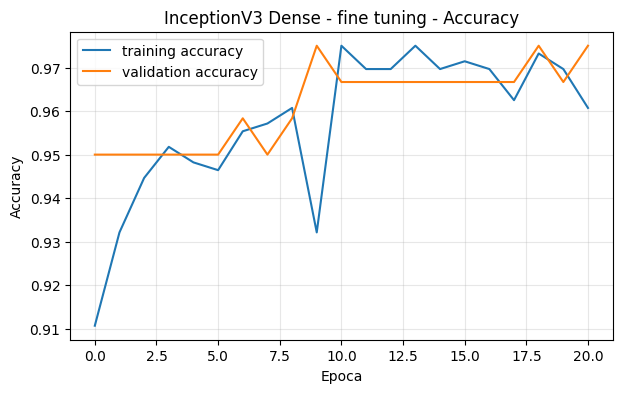 InceptionV3 Dense - fine tuning - Accuracy
training accuracy
validation accuracy
0.97
0.96
0.95
0.94
0.93
0.92
0.91
Accuracy
0.0 2.5 5.0 7.5 10.0 12.5 15.0 17.5 20.0
Epoca